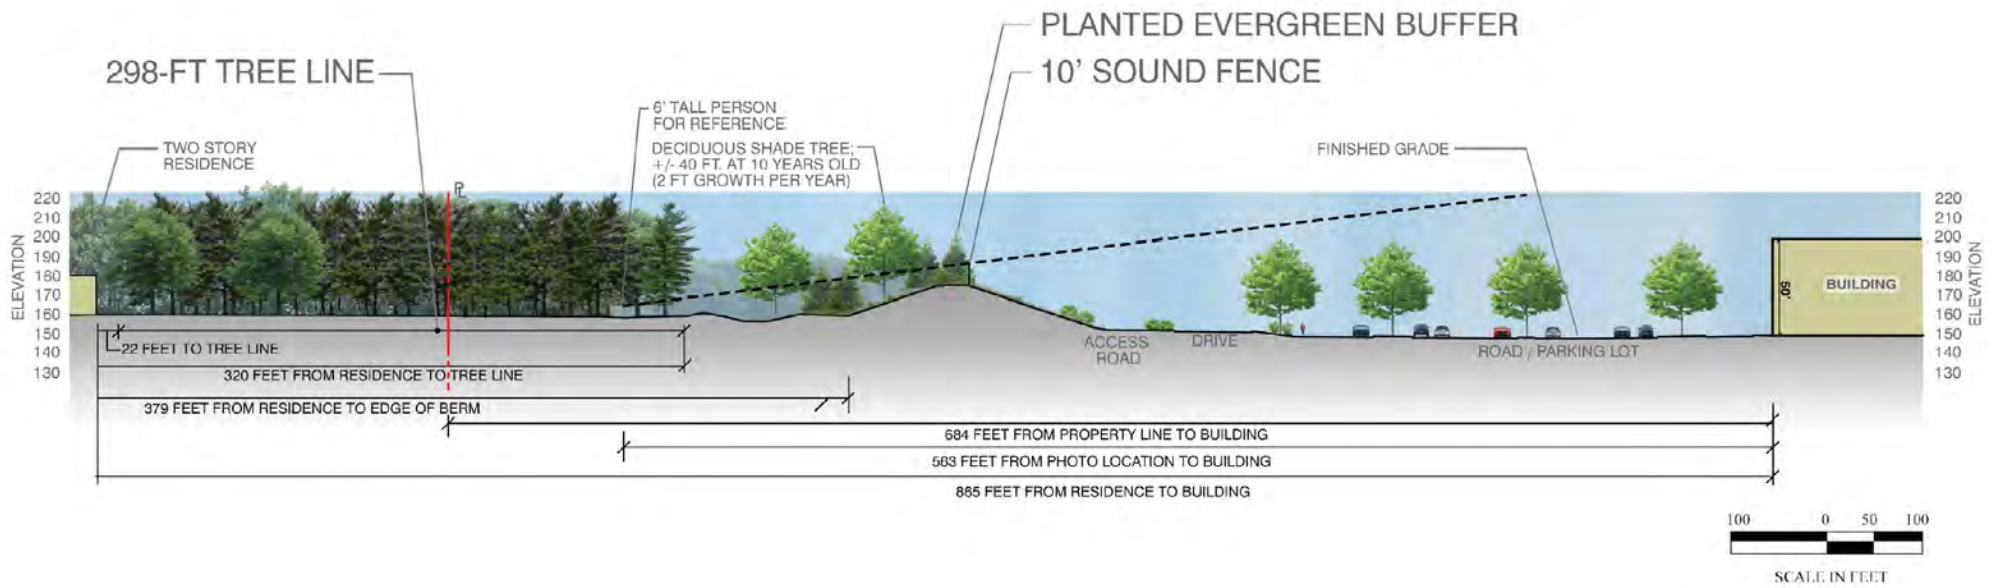 PLANTED EVERGREEN BUFFER
298-FT TREE LINE
10' SOUND FENCE
6' TALL PERSON
FOR REFERENCE
TWO STORY
RESIDENCE
DECIDUOUS SHADE TREE;
+/- 40 FT. AT 10 YEARS OLD
(2 FT GROWTH PER YEAR)
FINISHED GRADE
PL
ELEVATION
220
210
200
190
180
170
160
150
140
130
220
210
200
190
180
170
160
150
140
130
ELEVATION
50'
BUILDING
ACCESS
ROAD
DRIVE
ROAD / PARKING LOT
22 FEET TO TREE LINE
320 FEET FROM RESIDENCE TO TREE LINE
379 FEET FROM RESIDENCE TO EDGE OF BERM
684 FEET FROM PROPERTY LINE TO BUILDING
563 FEET FROM PHOTO LOCATION TO BUILDING
865 FEET FROM RESIDENCE TO BUILDING
100 0 50 100
SCALE IN FEET